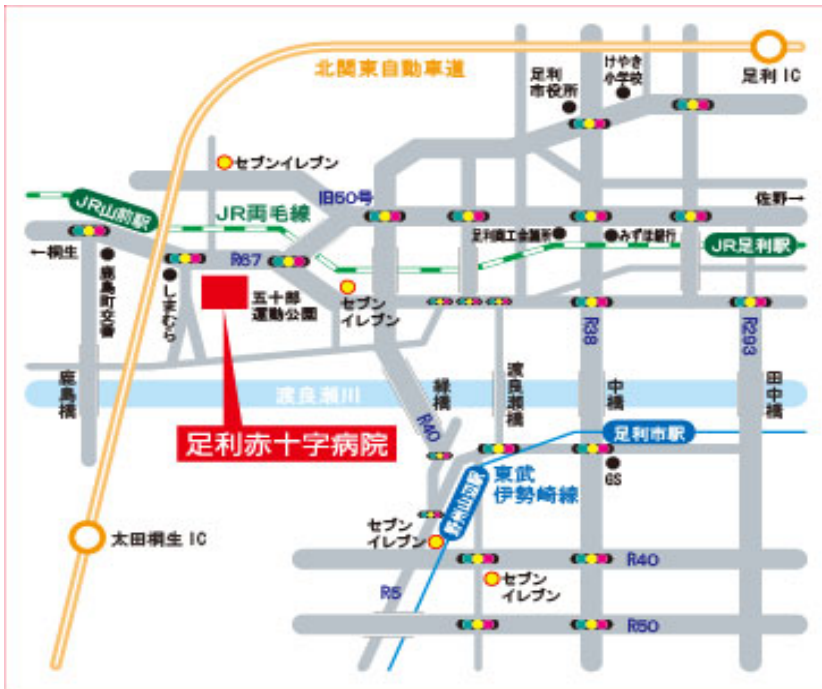 北関東自動車道
足利IC
足利
市役所
けやき
小学校
セブンイレブン
旧50号
佐野→
JR山前駅
JR両毛線
足利商工会議所
みずほ銀行
JR足利駅
←桐生
R67
鹿島町交番
しまむら
五十部
運動公園
セブン
イレブン
R38
R293
鹿島橋
渡良瀬川
緑橋
渡良瀬橋
中橋
田中橋
R40
足利赤十字病院
足利市駅
東武
伊勢崎線
GS
野州山辺駅
太田桐生IC
セブン
イレブン
R40
セブン
イレブン
R5
R50